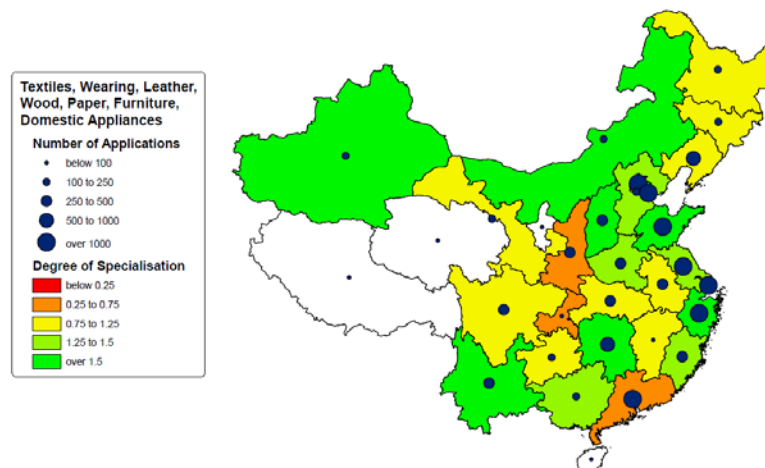 Textiles, Wearing, Leather,
Wood, Paper, Furniture,
Domestic Appliances
Number of Applications
below 100
100 to 250
250 to 500
500 to 1000
over 1000
Degree of Specialisation
below 0.25
0.25 to 0.75
0.75 to 1.25
1.25 to 1.5
over 1.5